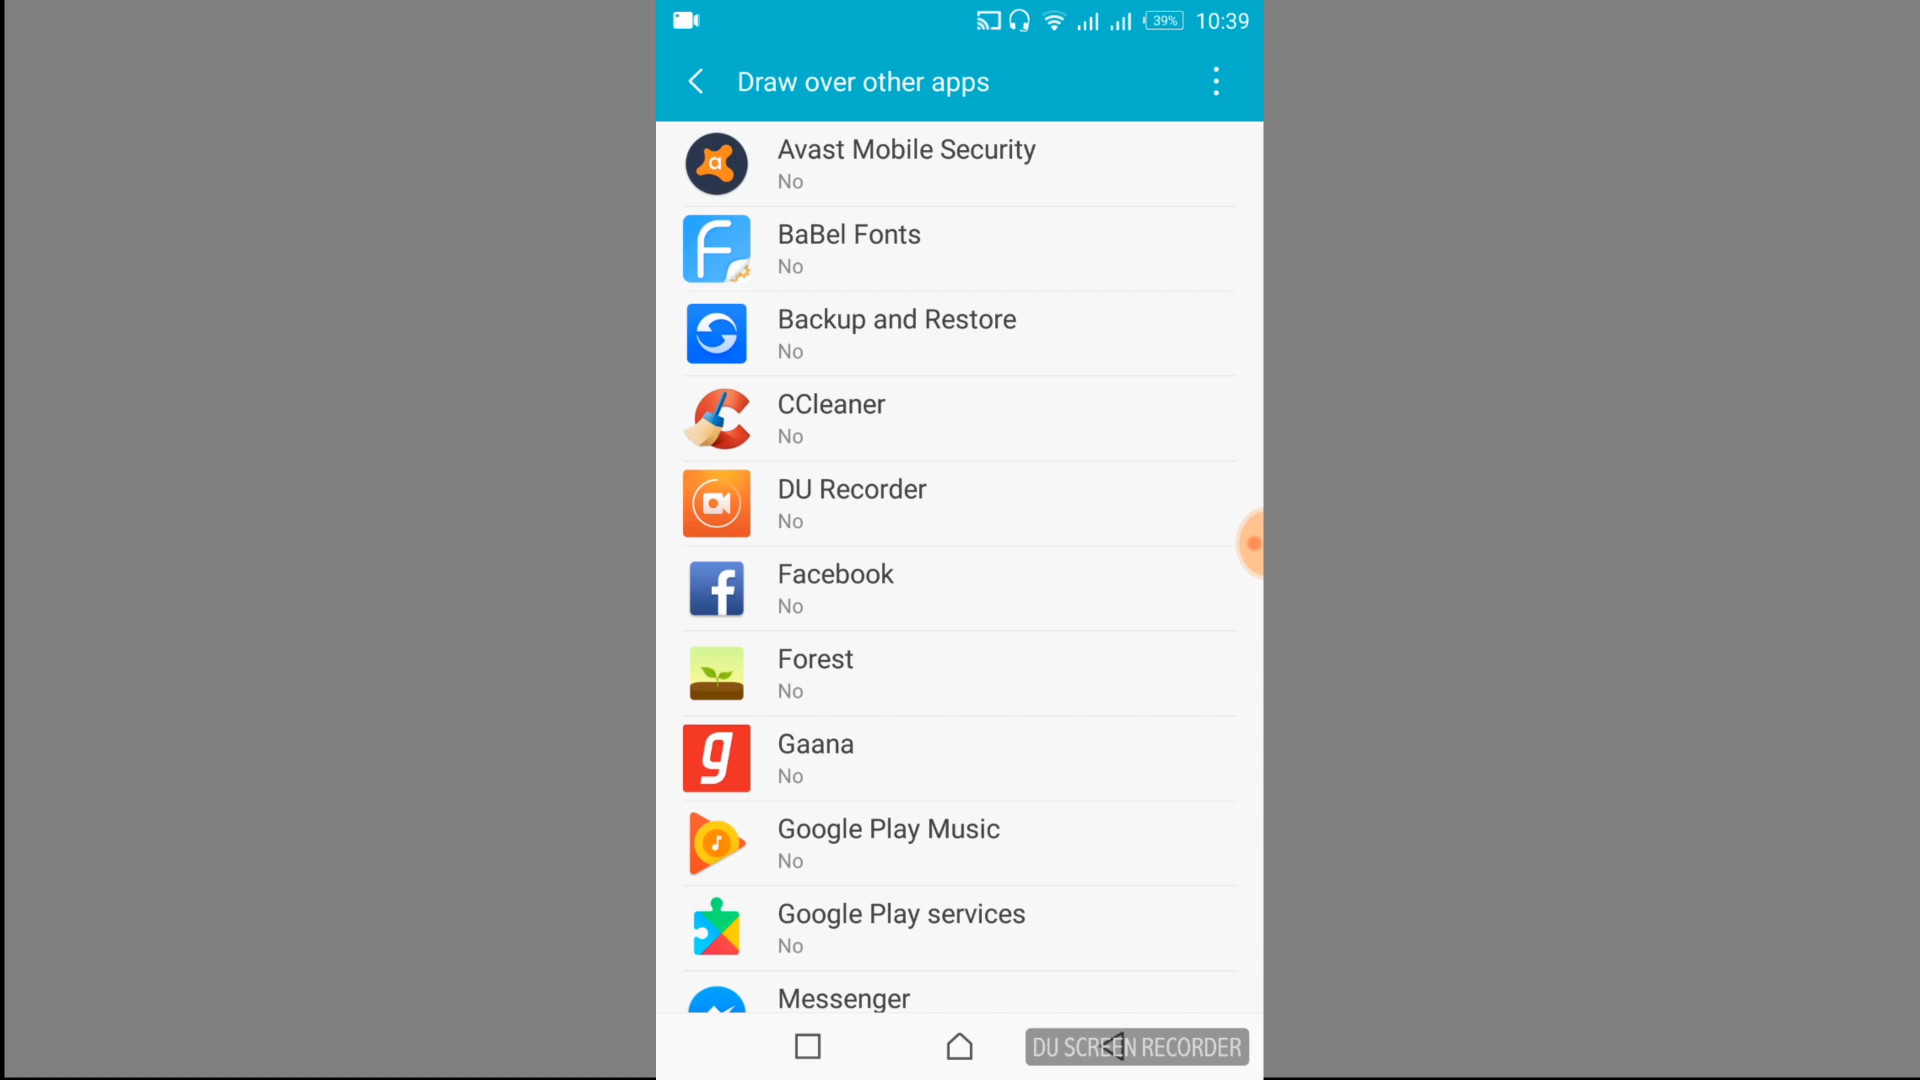 39% 10:39
Draw over other apps
Avast Mobile Security
No
BaBel Fonts
No
Backup and Restore
No
CCleaner
No
DU Recorder
No
Facebook
No
Forest
No
Gaana
No
Google Play Music
No
Google Play services
No
Messenger
DU SCREEN RECORDER